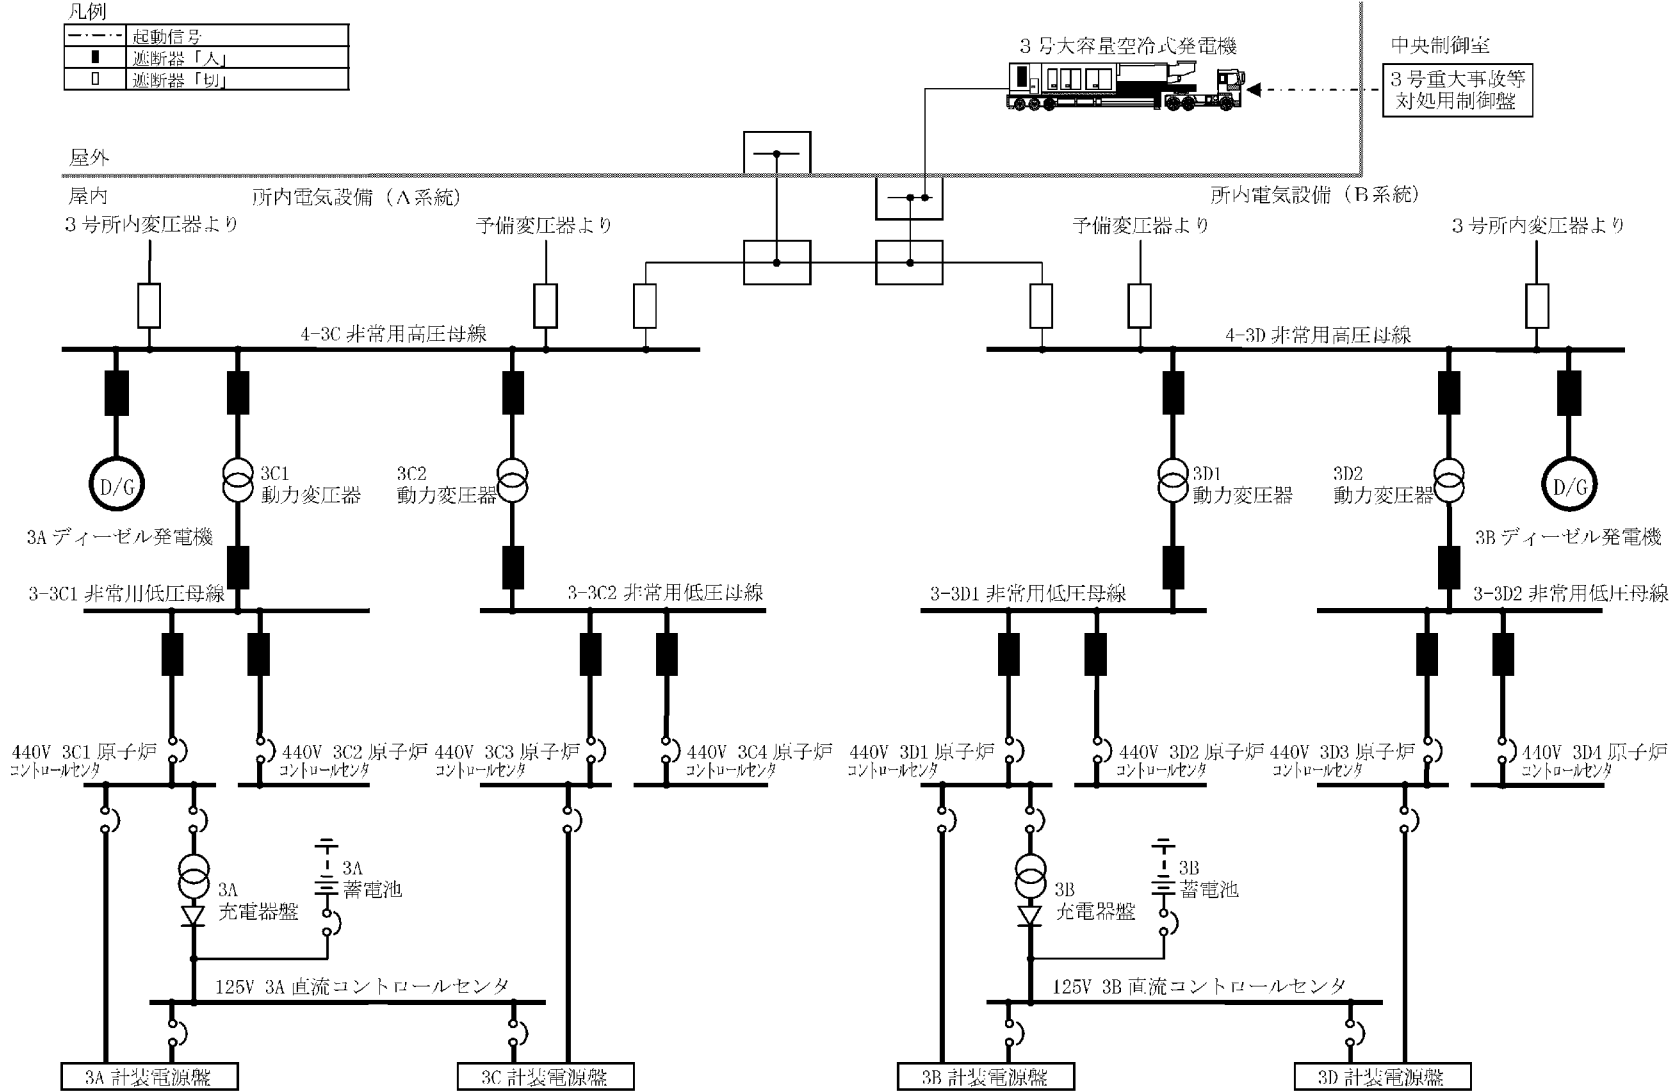 凡例
起動信号
遮断器「入」
遮断器「切」
3号大容量空冷式発電機
中央制御室
3号重大事故等
対処用制御盤
屋外
屋内
所内電気設備（A系統）
所内電気設備（B系統）
3号所内変圧器より
予備変圧器より
予備変圧器より
3号所内変圧器より
4-3C 非常用高圧母線
4-3D 非常用高圧母線
D/G
3C1
動力変圧器
3C2
動力変圧器
3D1
動力変圧器
3D2
動力変圧器
D/G
3A ディーゼル発電機
3B ディーゼル発電機
3-3C1 非常用低圧母線
3-3C2 非常用低圧母線
3-3D1 非常用低圧母線
3-3D2 非常用低圧母線
440V 3C1 原子炉
コントロールセンタ
440V 3C2 原子炉
コントロールセンタ
440V 3C3 原子炉
コントロールセンタ
440V 3C4 原子炉
コントロールセンタ
440V 3D1 原子炉
コントロールセンタ
440V 3D2 原子炉
コントロールセンタ
440V 3D3 原子炉
コントロールセンタ
440V 3D4 原子炉
コントロールセンタ
3A
充電器盤
3A
蓄電池
3B
充電器盤
3B
蓄電池
125V 3A 直流コントロールセンタ
125V 3B 直流コントロールセンタ
3A 計装電源盤
3C 計装電源盤
3B 計装電源盤
3D 計装電源盤